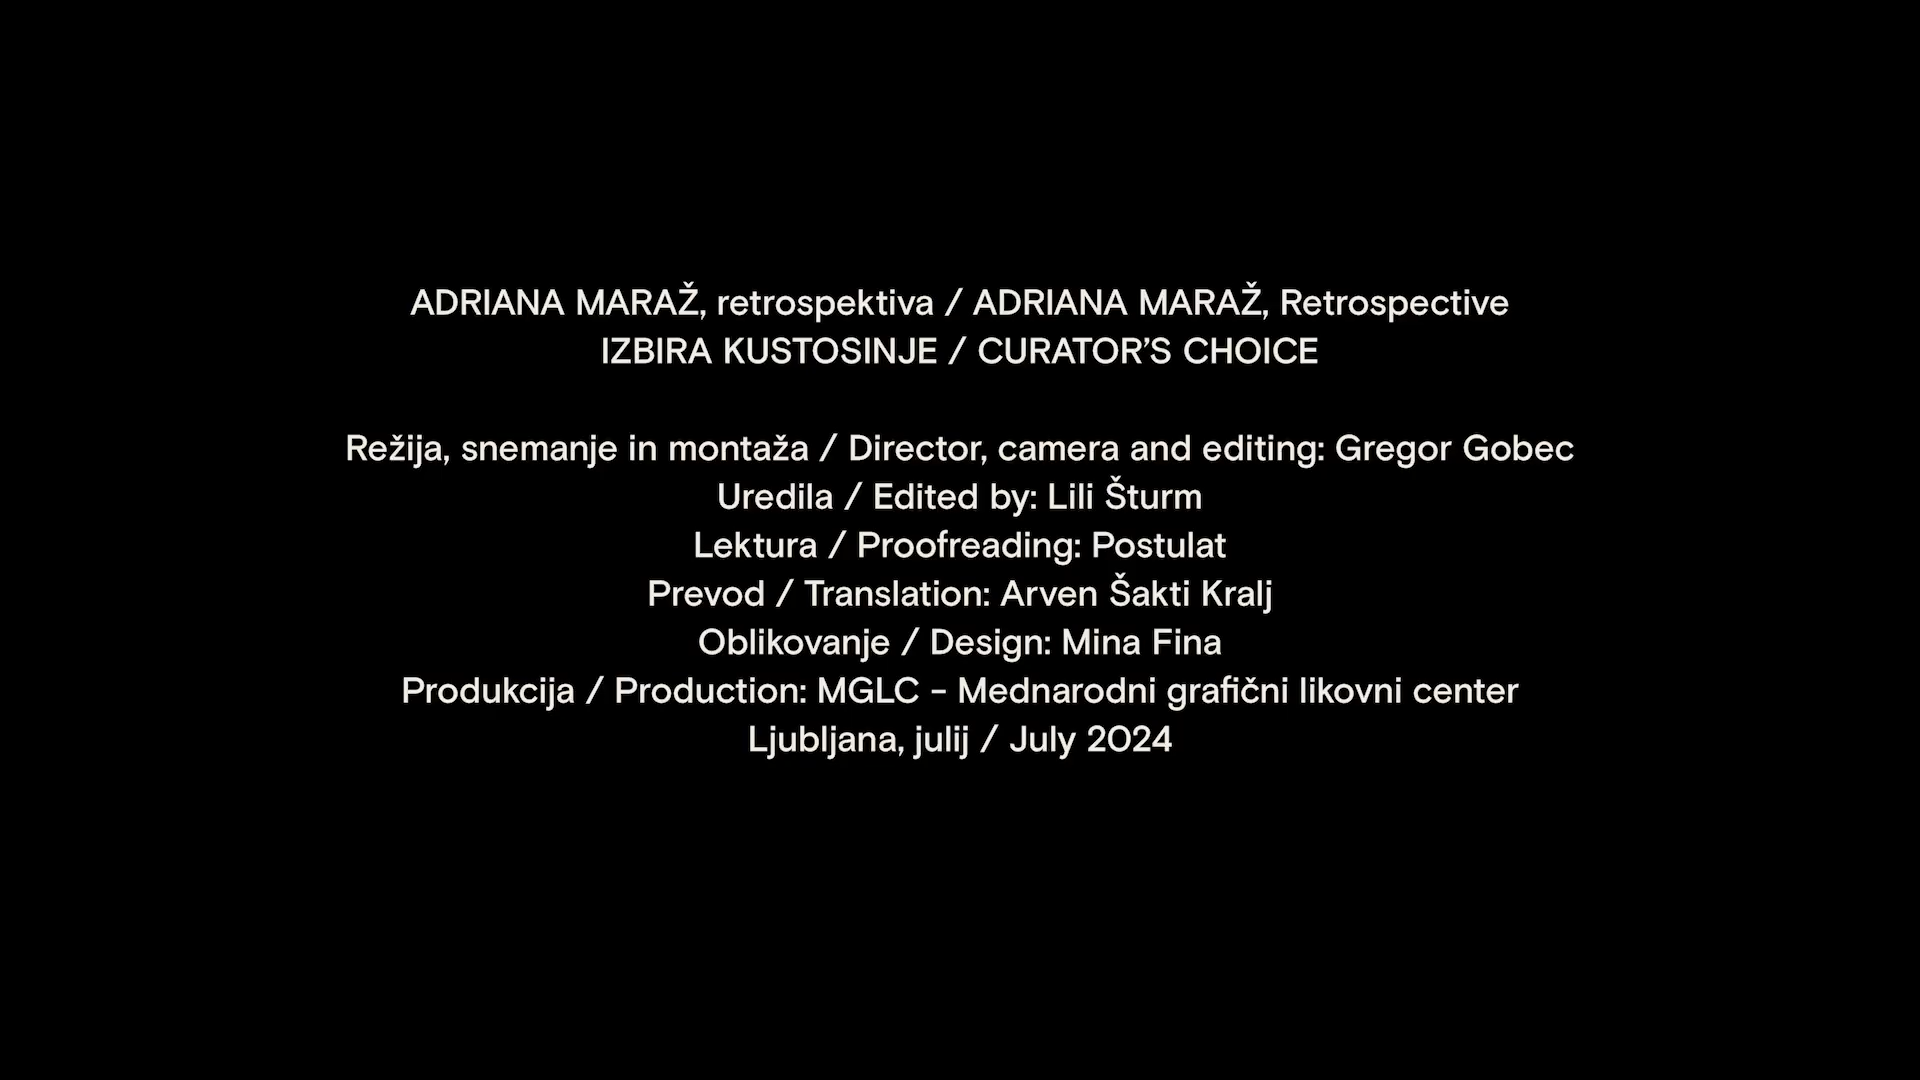 ADRIANA MARAŽ, retrospektiva / ADRIANA MARAŽ, Retrospective
IZBIRA KUSTOSINJE / CURATOR’S CHOICE
Režija, snemanje in montaža / Director, camera and editing: Gregor Gobec
Uredila / Edited by: Lili Šturm
Lektura / Proofreading: Postulat
Prevod / Translation: Arven Šakti Kralj
Oblikovanje / Design: Mina Fina
Produkcija / Production: MGLC - Mednarodni grafični likovni center
Ljubljana, julij / July 2024